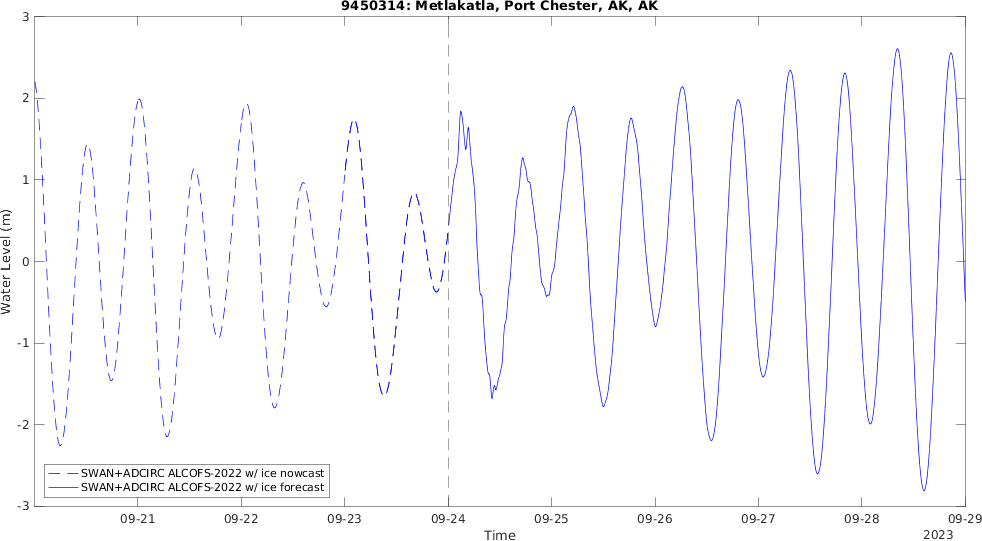 9450314: Metlakatla, Port Chester, AK, AK
Water Level (m)
3
2
1
0
-1
-2
-3
SWAN+ADCIRC ALCOFS-2022 w/ ice nowcast
SWAN+ADCIRC ALCOFS-2022 w/ ice forecast
09-21 09-22 09-23 09-24 09-25 09-26 09-27 09-28 09-29
Time
2023